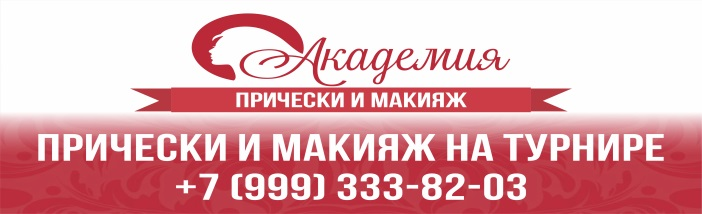 Академия
ПРИЧЕСКИ И МАКИЯЖ
ПРИЧЕСКИ И МАКИЯЖ НА ТУРНИРЕ
+7 (999) 333-82-03